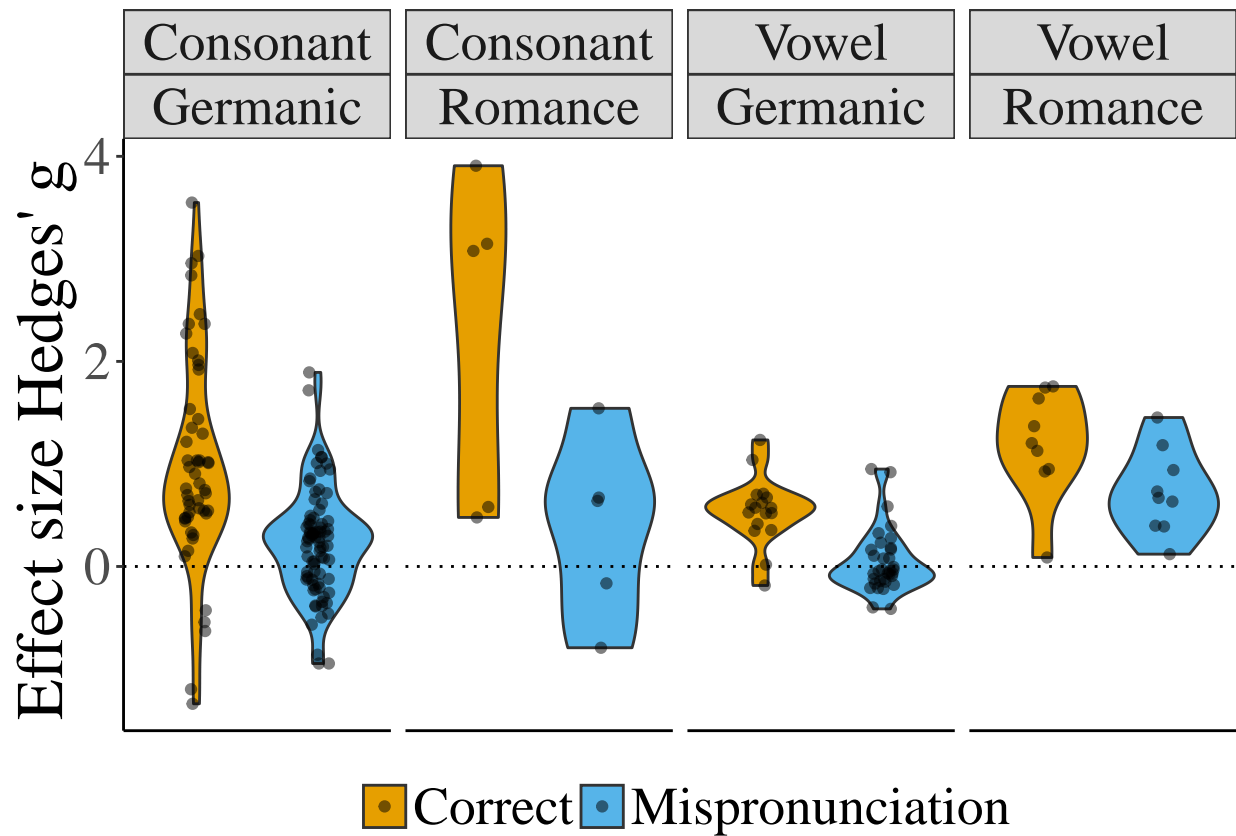 Consonant Consonant Vowel Vowel
Germanic Romance Germanic Romance
4
2
0
Effect size Hedges' g
Correct Mispronunciation